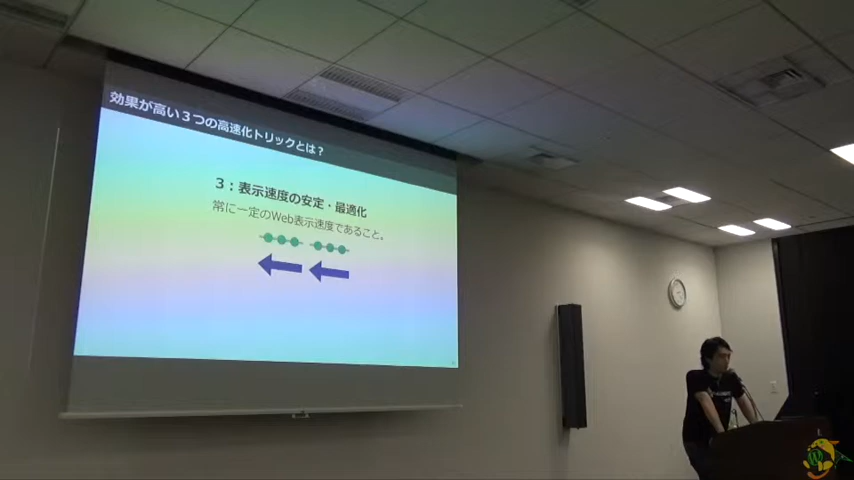 効果が高い３つの高速化トリックとは？
3：表示速度の安定・最適化
常に一定のWeb表示速度であること。